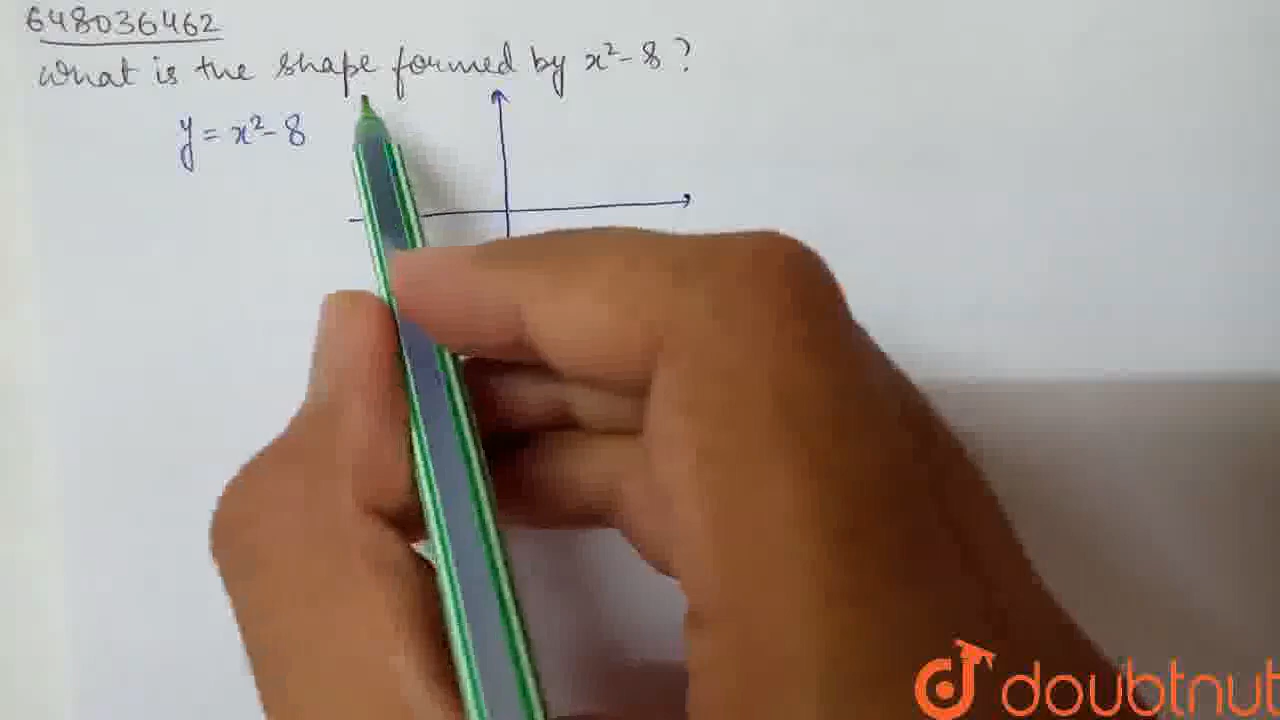 648036462
What is the shape formed by x² - 8 ?
y = x² - 8
doubtnut